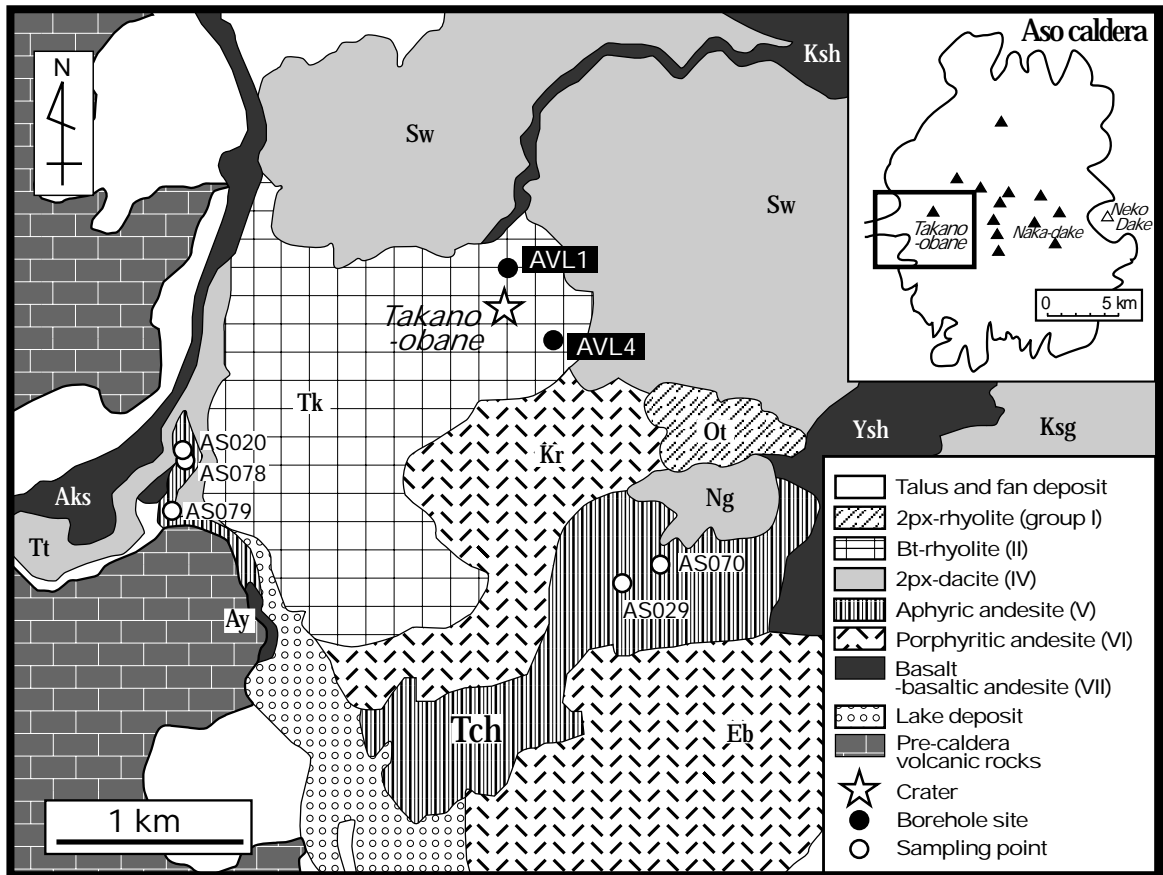 N
Sw
Ksh
Sw
AVL1
Takano
-obane
AVL4
Tk
Kr
Ot
Ysh
Ksg
AS020
AS078
Aks
AS079
Ng
Tt
AS070
AS029
Ay
Tch
Eb
1 km
Aso caldera
Neko
Dake
Takano
-obane
Naka-dake
0 5 km
Talus and fan deposit
2px-rhyolite (group I)
Bt-rhyolite (II)
2px-dacite (IV)
Aphyric andesite (V)
Porphyritic andesite (VI)
Basalt
-basaltic andesite (VII)
Lake deposit
Pre-caldera
volcanic rocks
Crater
Borehole site
Sampling point